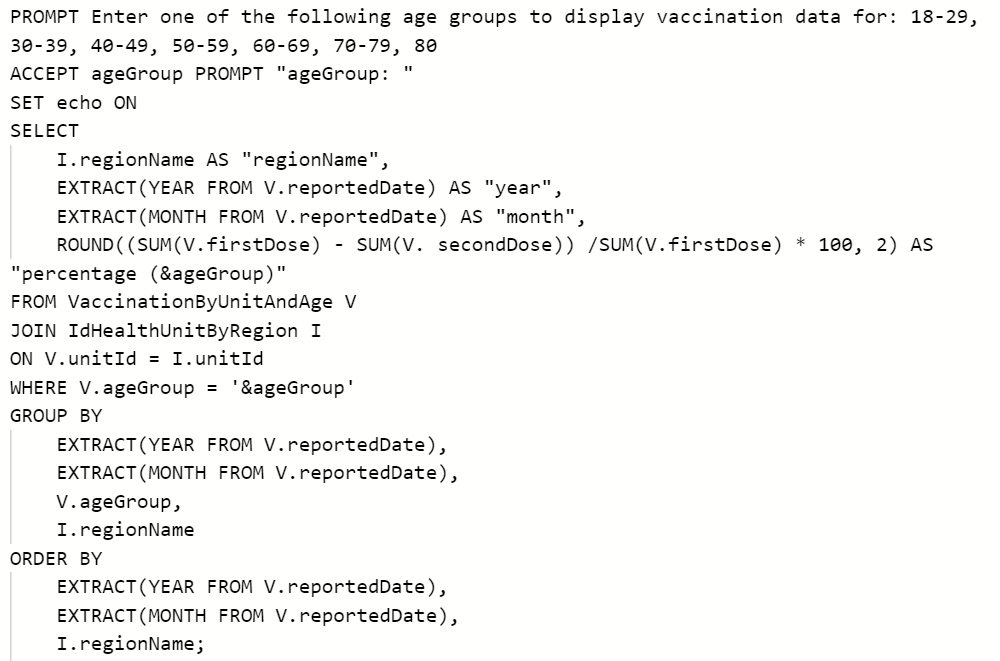 PROMPT Enter one of the following age groups to display vaccination data for: 18-29,
30-39, 40-49, 50-59, 60-69, 70-79, 80
ACCEPT ageGroup PROMPT "ageGroup: "
SET echo ON
SELECT
    I.regionName AS "regionName",
    EXTRACT(YEAR FROM V.reportedDate) AS "year",
    EXTRACT(MONTH FROM V.reportedDate) AS "month",
    ROUND((SUM(V.firstDose) - SUM(V. secondDose)) /SUM(V.firstDose) * 100, 2) AS
"percentage (&ageGroup)"
FROM VaccinationByUnitAndAge V
JOIN IdHealthUnitByRegion I
ON V.unitId = I.unitId
WHERE V.ageGroup = '&ageGroup'
GROUP BY
    EXTRACT(YEAR FROM V.reportedDate),
    EXTRACT(MONTH FROM V.reportedDate),
    V.ageGroup,
    I.regionName
ORDER BY
    EXTRACT(YEAR FROM V.reportedDate),
    EXTRACT(MONTH FROM V.reportedDate),
    I.regionName;